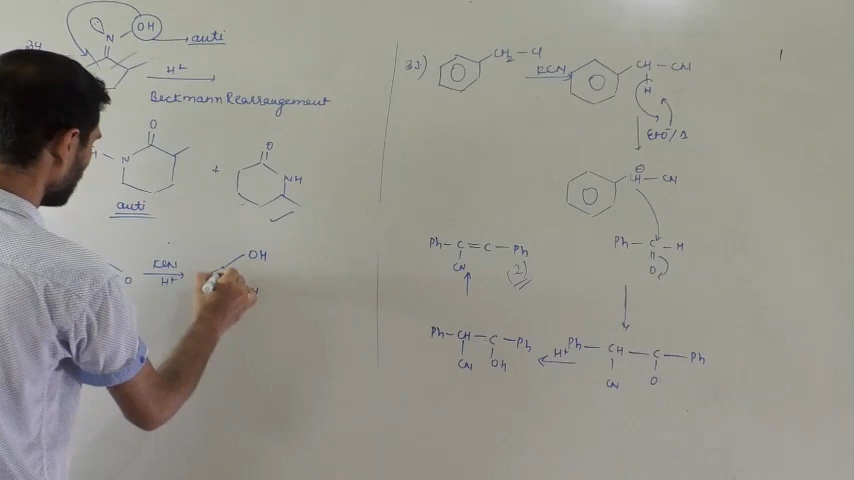 34
N
OH
anti
H+
Beckmann Rearrangement
O
N
+
O
NH
anti
O
KCN
H+
OH
35)
CH2 — Cl
KCN
CH — CN
H
EtO⁻/Δ
⊖
CH — CN
Ph — C — H
O
Ph — CH — C — Ph
CN O
H+
Ph — CH — C — Ph
CN OH
Ph — C = C — Ph
CN
(2)